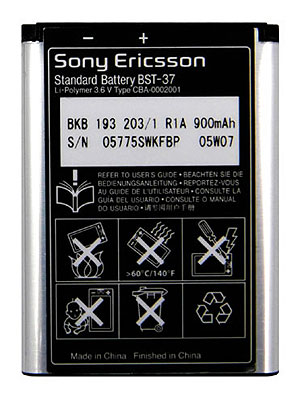 − +
Sony Ericsson
Standard Battery BST-37
Li-Polymer 3.6 V Type CBA-0002001
BKB 193 203/1 R1A 900mAh
S/N 05775SWKFBP 05W07
REFER TO USER'S GUIDE • BEACHTEN SIE DIE
BEDIENUNGSANLEITUNG • REPORTEZ-VOUS
AU GUIDE DE L'UTILISATEUR • CONSULTE LA
GUIA DEL USUARIO • CONSULTE O MANUAL
DO USUARIO •
>60°C/140°F
Made in China Finished in China